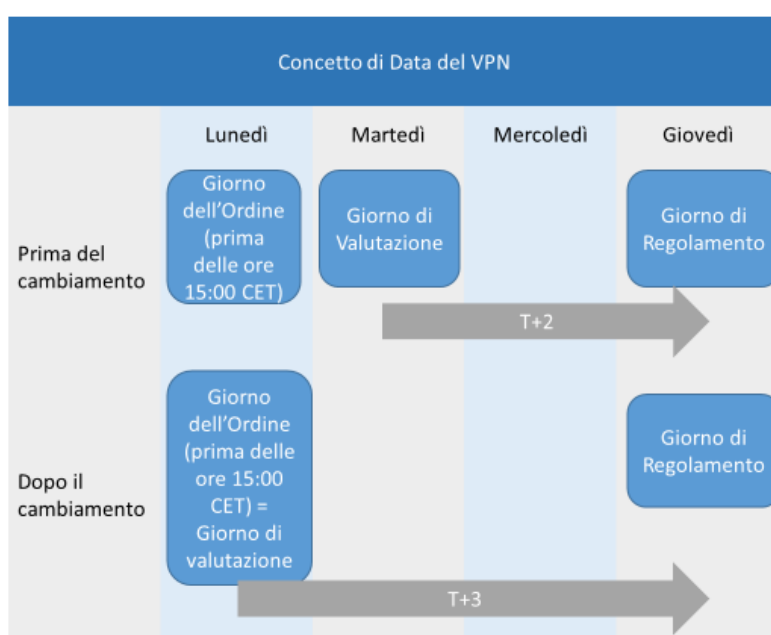 Concetto di Data del VPN
Lunedì
Martedì
Mercoledì
Giovedì
Prima del
cambiamento
Giorno
dell'Ordine
(prima
delle ore
15:00 CET)
Giorno di
Valutazione
Giorno di
Regolamento
T+2
Dopo il
cambiamento
Giorno
dell'Ordine
(prima delle
ore 15:00
CET) =
Giorno di
valutazione
Giorno di
Regolamento
T+3